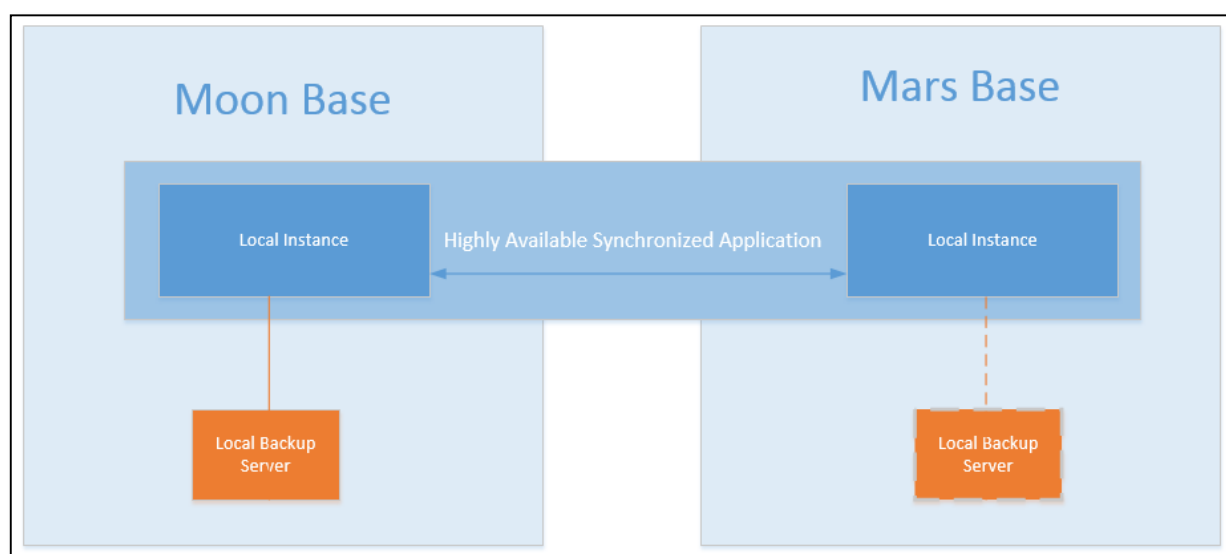 Moon Base
Mars Base
Local Instance
Highly Available Synchronized Application
Local Instance
Local Backup
Server
Local Backup
Server